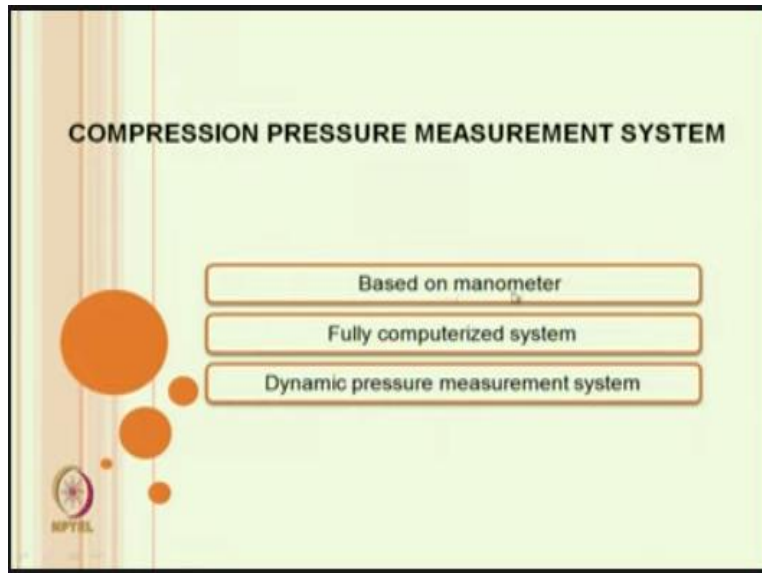 COMPRESSION PRESSURE MEASUREMENT SYSTEM
Based on manometer
Fully computerized system
Dynamic pressure measurement system
NPTEL